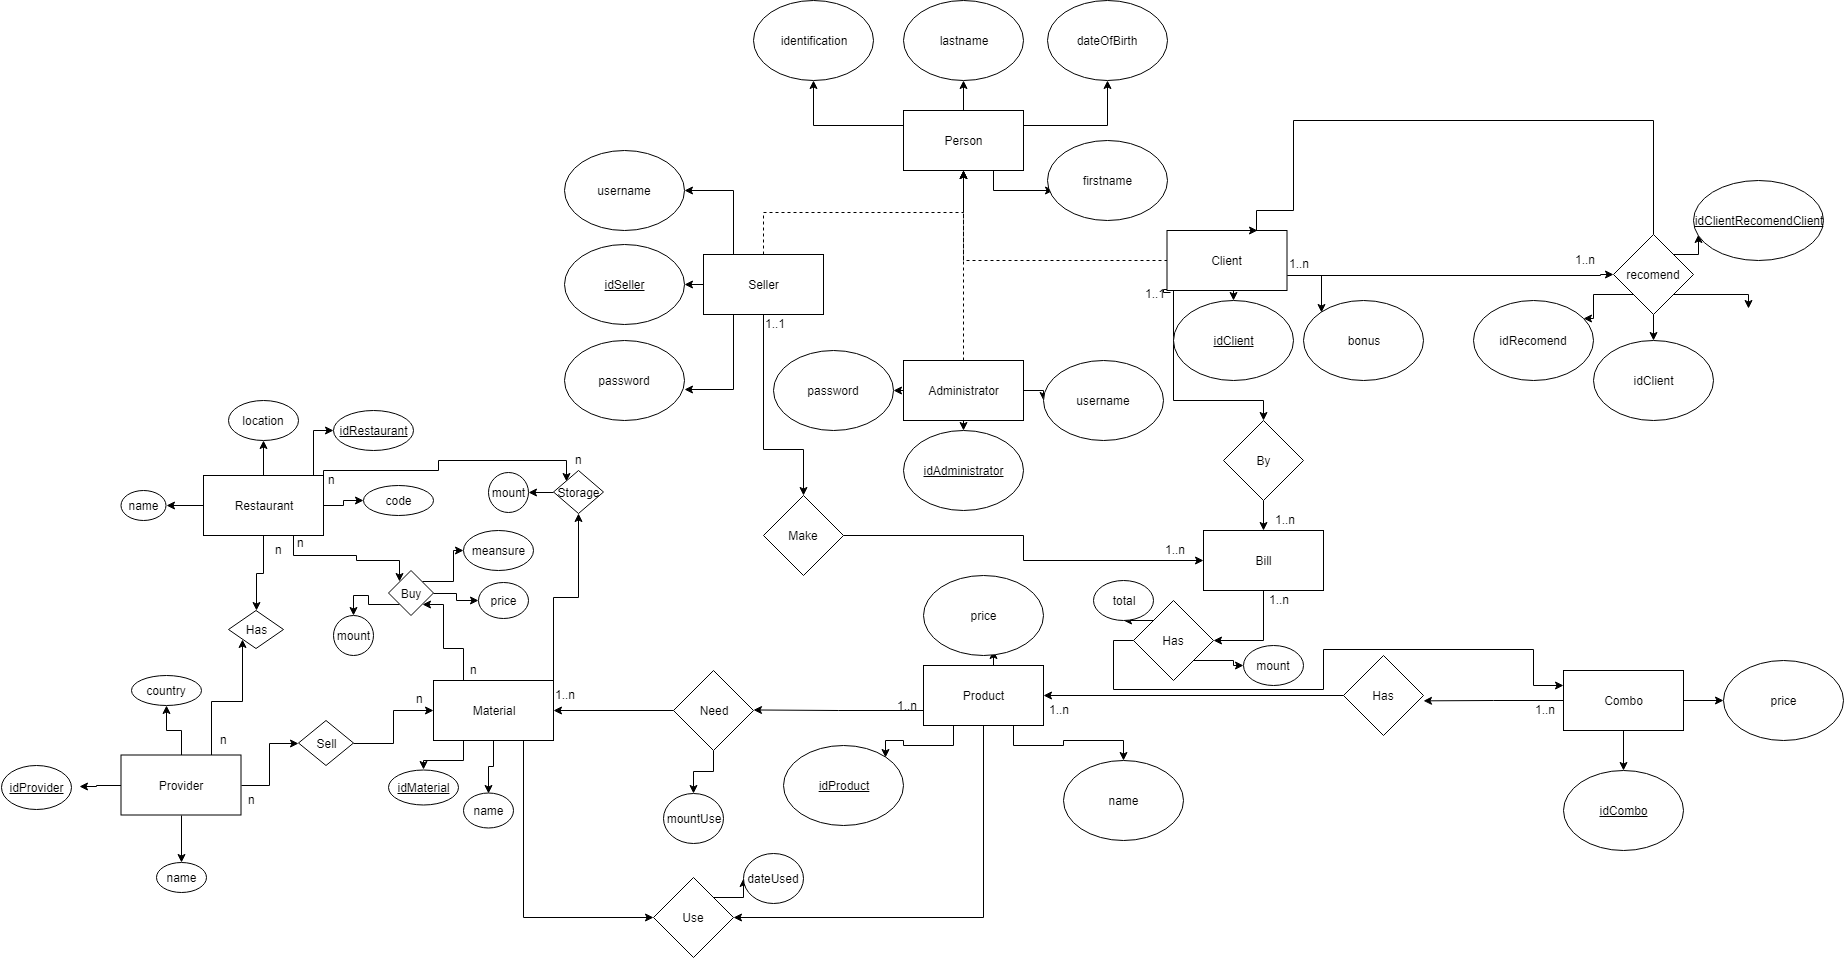 identification
lastname
dateOfBirth
Person
firstname
username
idSeller
Seller
password
1..1
Client
1..n
1..n
recomend
idClientRecomendClient
1..1
idClient
bonus
idRecomend
idClient
password
Administrator
username
idAdministrator
location
idRestaurant
name
Restaurant
code
n
n
n
n
mount
Storage
By
1..n
Make
1..n
Bill
1..n
meansure
Buy
price
mount
Has
n
total
Has
mount
price
country
n
n
Material
1..n
Need
1..n
Product
1..n
Has
1..n
Combo
price
Sell
idProvider
Provider
n
idMaterial
name
mountUse
idProduct
name
idCombo
name
dateUsed
Use